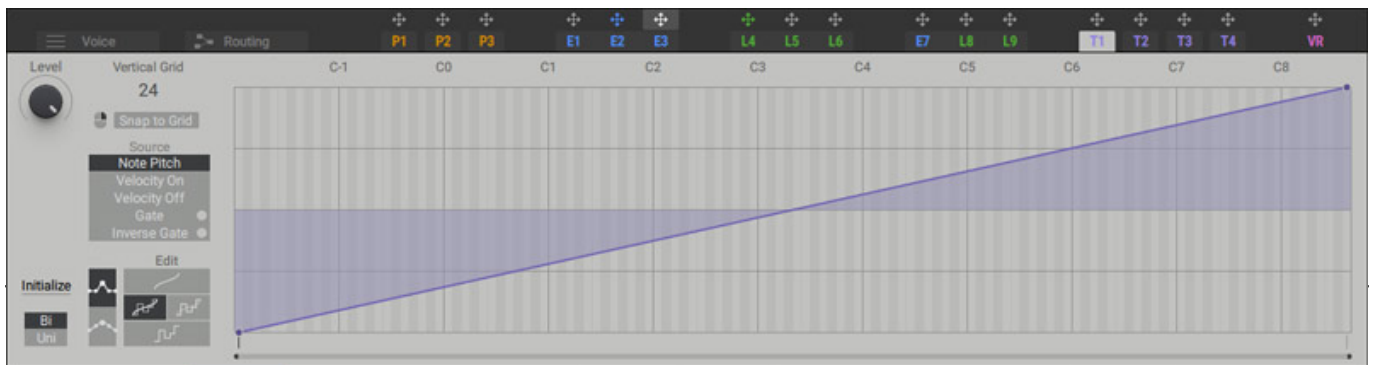 Voice Routing P1 P2 P3 E1 E2 E3 L4 L5 L6 E7 L8 L9 T1 T2 T3 T4 VR
Level Vertical Grid C-1 C0 C1 C2 C3 C4 C5 C6 C7 C8
24
Snap to Grid
Source
Note Pitch
Velocity On
Velocity Off
Gate
Inverse Gate
Edit
Initialize
Bi
Uni